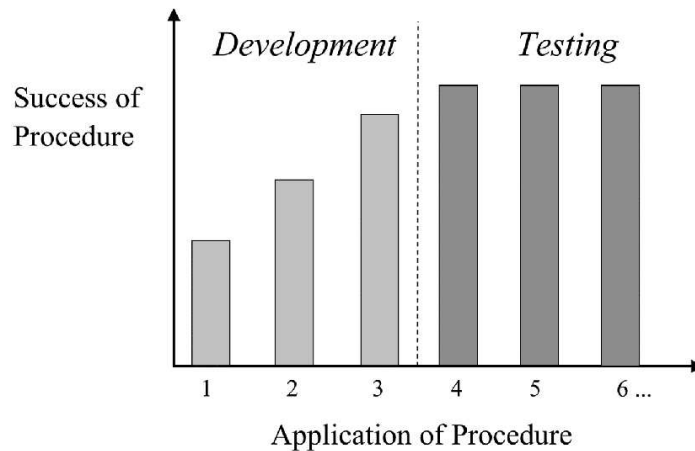 Development Testing
Success of
Procedure
1 2 3 4 5 6 ...
Application of Procedure